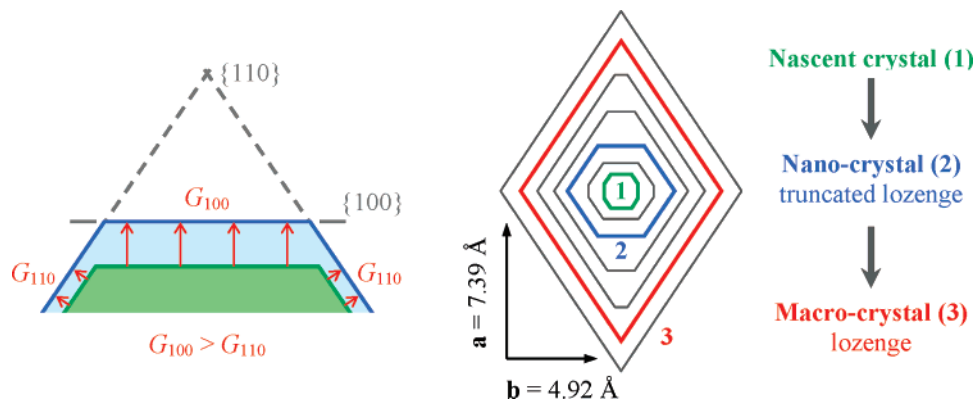 {110}
G100
{100}
G110
G110
G100 > G110
1
2
3
a = 7.39 Å
b = 4.92 Å
Nascent crystal (1)
Nano-crystal (2)
truncated lozenge
Macro-crystal (3)
lozenge